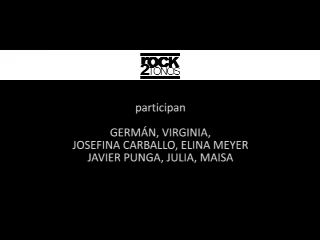 ROCK
2TONOS
participan
GERMÁN, VIRGINIA,
JOSEFINA CARBALLO, ELINA MEYER
JAVIER PUNGA, JULIA, MAISA